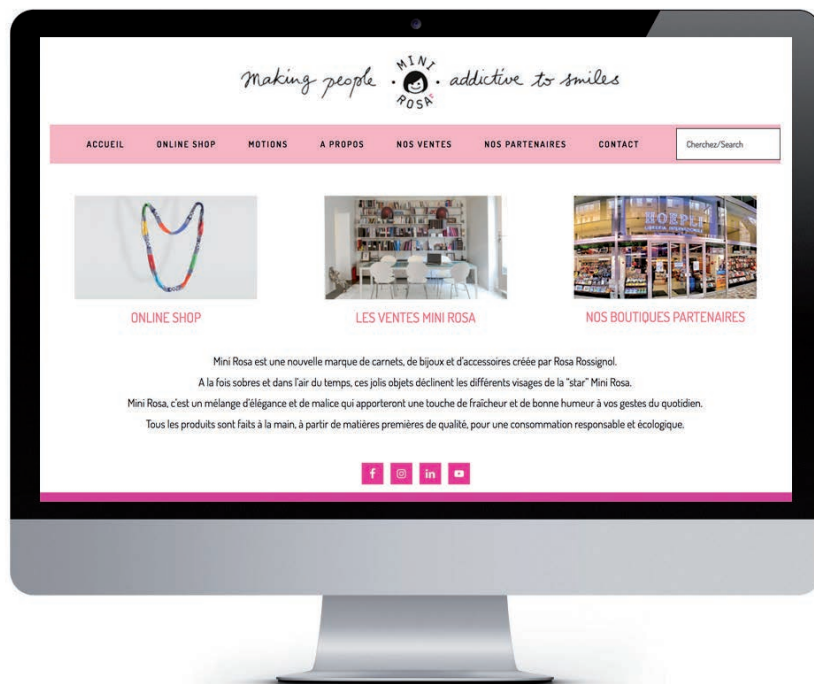 Making people MINI ROSA addictive to smiles
ACCUEIL ONLINE SHOP MOTIONS A PROPOS NOS VENTES NOS PARTENAIRES CONTACT Cherchez/Search
HOEPLI
LIBRERIA INTERNAZIONALE
ONLINE SHOP LES VENTES MINI ROSA NOS BOUTIQUES PARTENAIRES
Mini Rosa est une nouvelle marque de carnets, de bijoux et d'accessoires créée par Rosa Rossignol.
A la fois sobres et dans l'air du temps, ces jolis objets déclinent les différents visages de la "star" Mini Rosa.
Mini Rosa, c'est un mélange d'élégance et de malice qui apporteront une touche de fraîcheur et de bonne humeur à vos gestes du quotidien.
Tous les produits sont faits à la main, à partir de matières premières de qualité, pour une consommation responsable et écologique.
f in